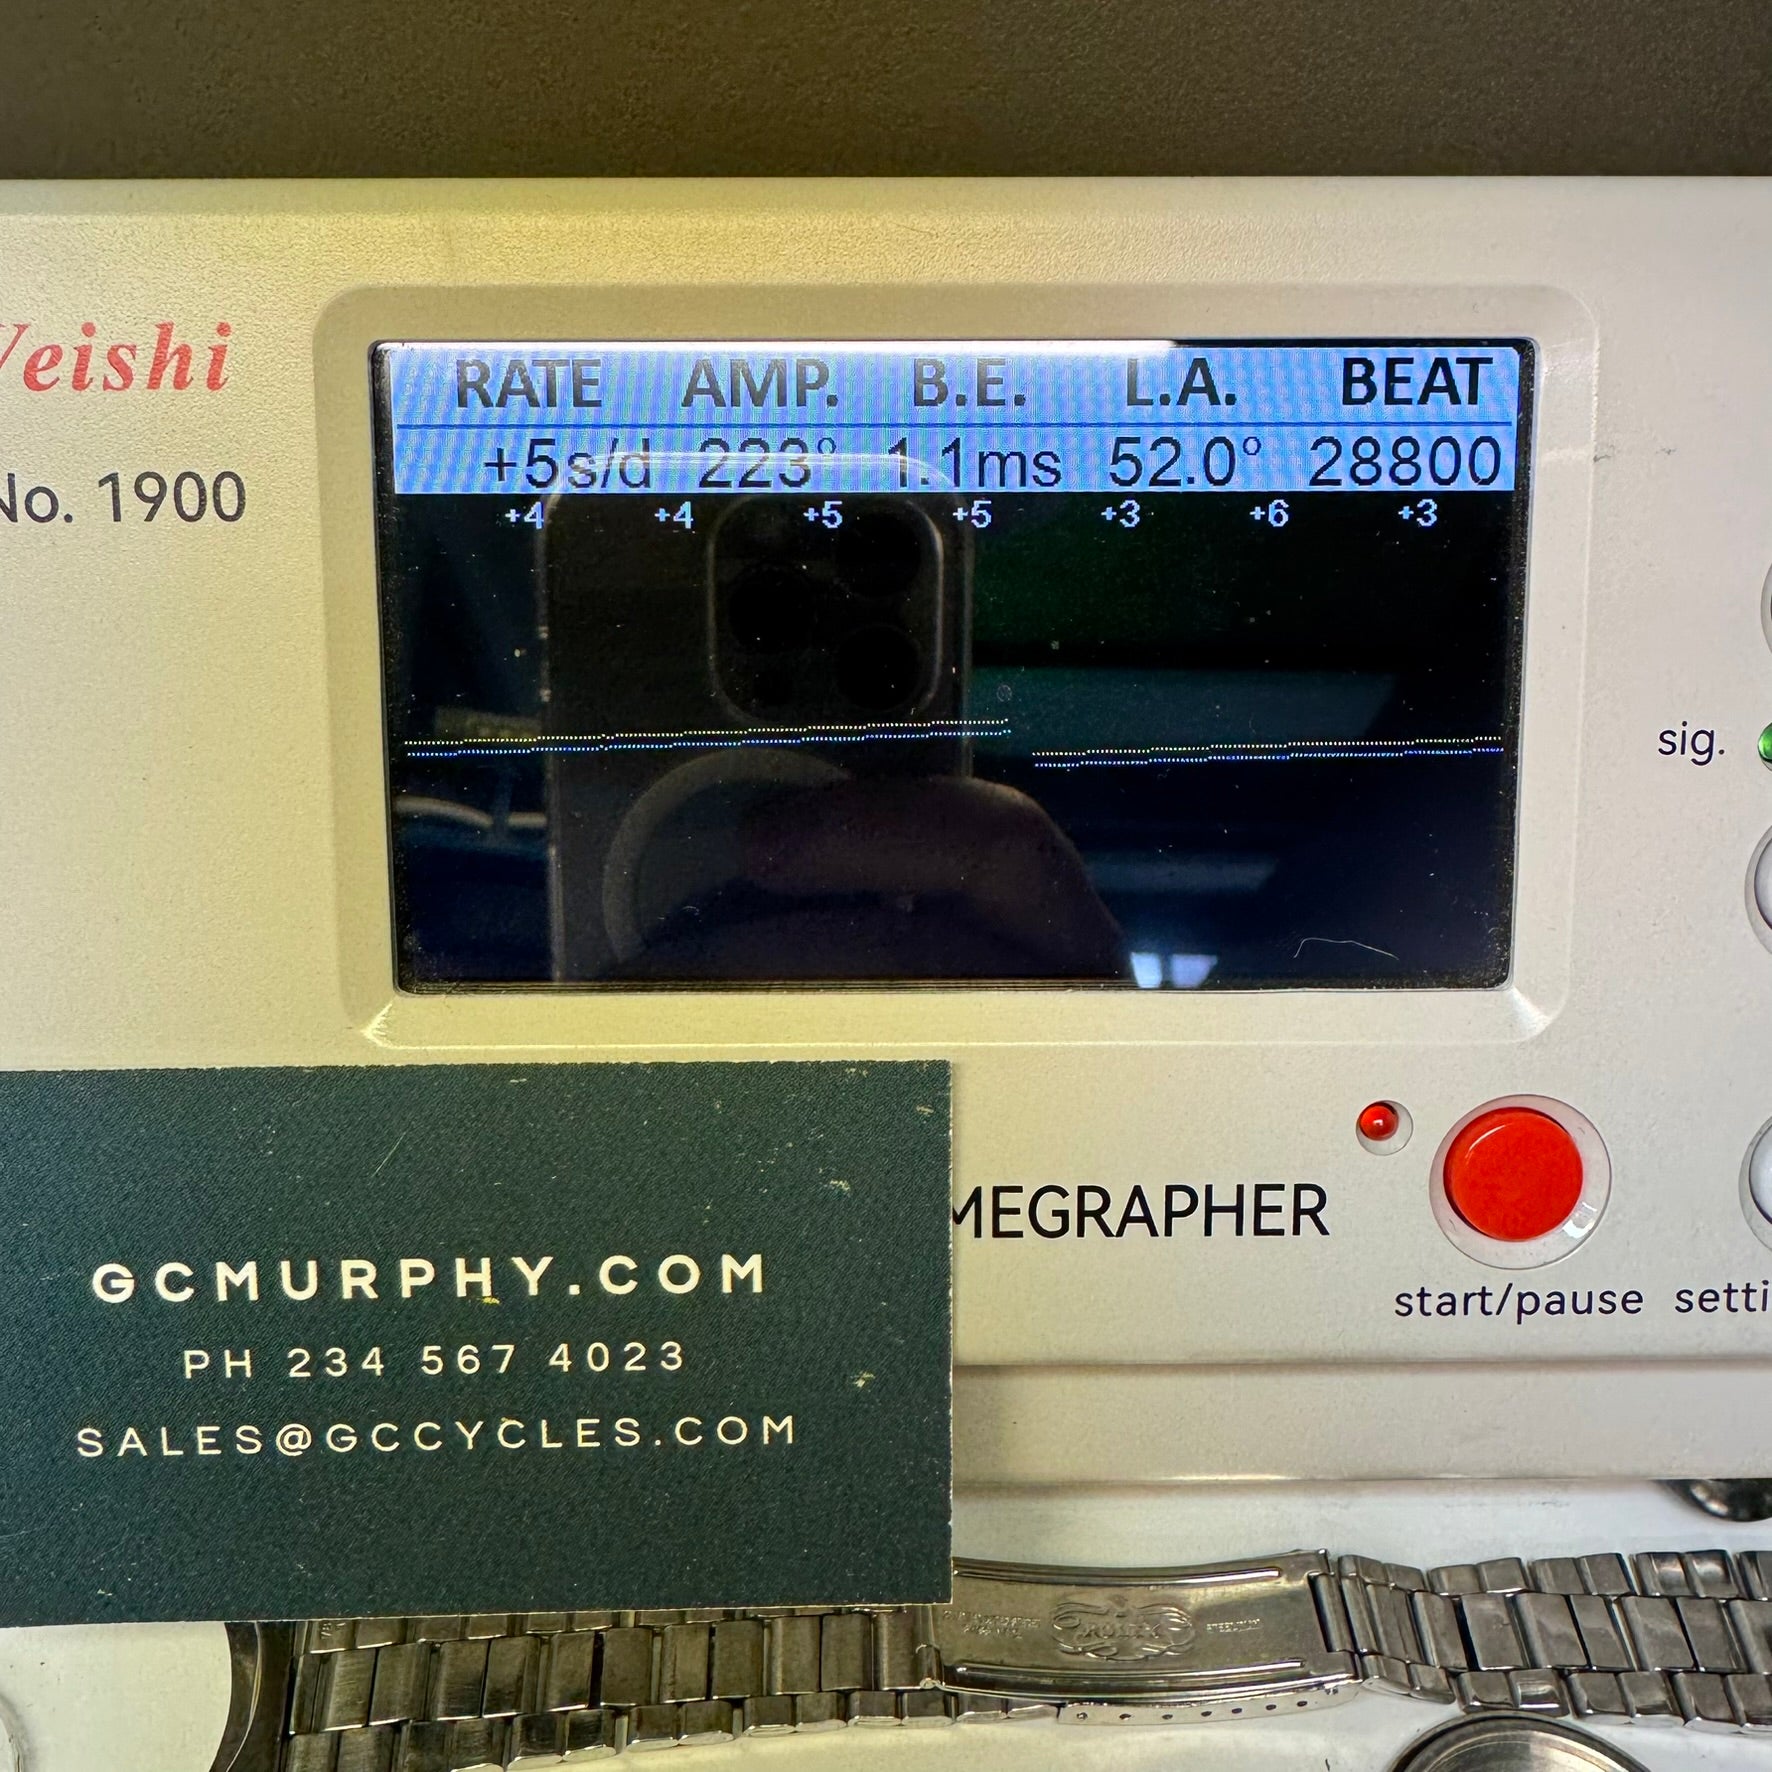 Weishi
No. 1900
RATE AMP. B.E. L.A. BEAT
+5s/d 223° 1.1ms 52.0° 28800
+4 +4 +5 +5 +3 +6 +3
sig.
MEGRAPHER
start/pause setti
GCMURPHY.COM
PH 234 567 4023
SALES@GCCYCLES.COM